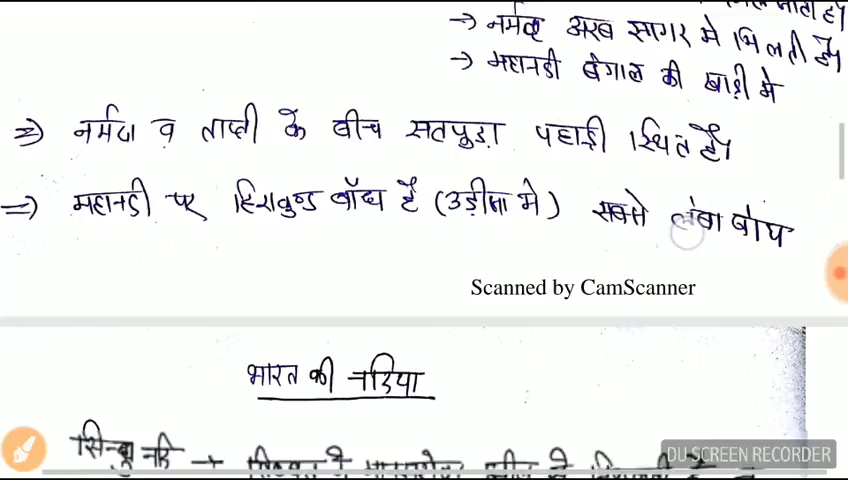 → नर्मदा अरब सागर मे मिलती है।
→ महानदी बंगाल की खाड़ी मे
⇒ नर्मदा व ताप्ती के बीच सतपुड़ा पहाड़ी स्थित है।
⇒ महानदी पर हिराकुण्ड बाँध है (उड़ीसा मे) सबसे लंबा बांध
Scanned by CamScanner
भारत की नदिया
सिन्धु नदि →
DU SCREEN RECORDER